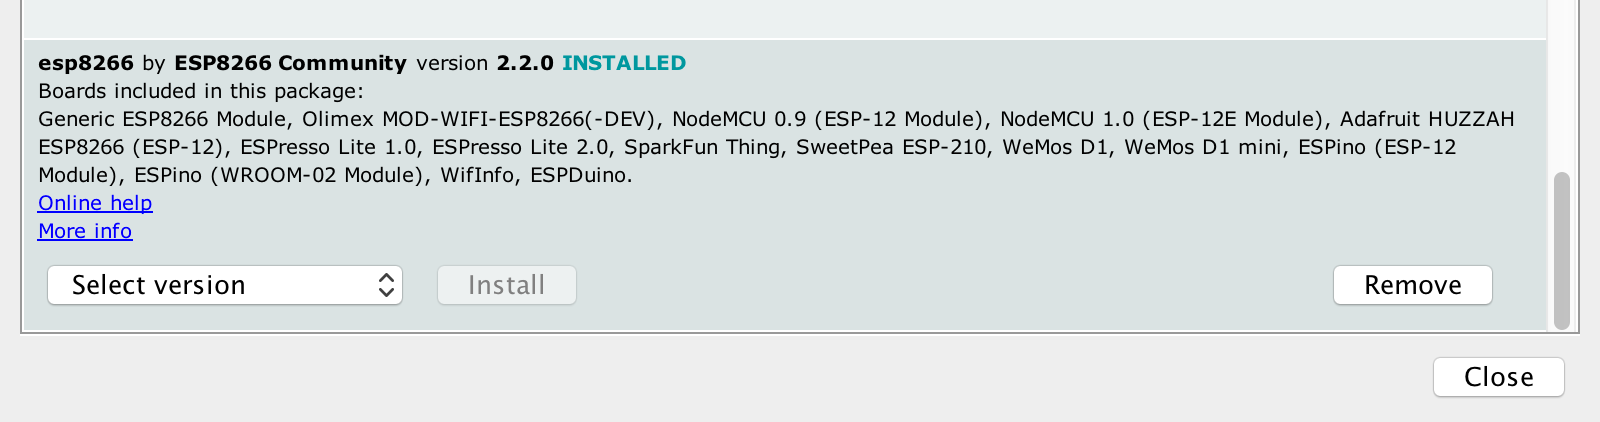 esp8266 by ESP8266 Community version 2.2.0 INSTALLED
Boards included in this package:
Generic ESP8266 Module, Olimex MOD-WIFI-ESP8266(-DEV), NodeMCU 0.9 (ESP-12 Module), NodeMCU 1.0 (ESP-12E Module), Adafruit HUZZAH
ESP8266 (ESP-12), ESPresso Lite 1.0, ESPresso Lite 2.0, SparkFun Thing, SweetPea ESP-210, WeMos D1, WeMos D1 mini, ESPino (ESP-12
Module), ESPino (WROOM-02 Module), WifInfo, ESPDuino.
Online help
More info
Select version Install Remove
Close